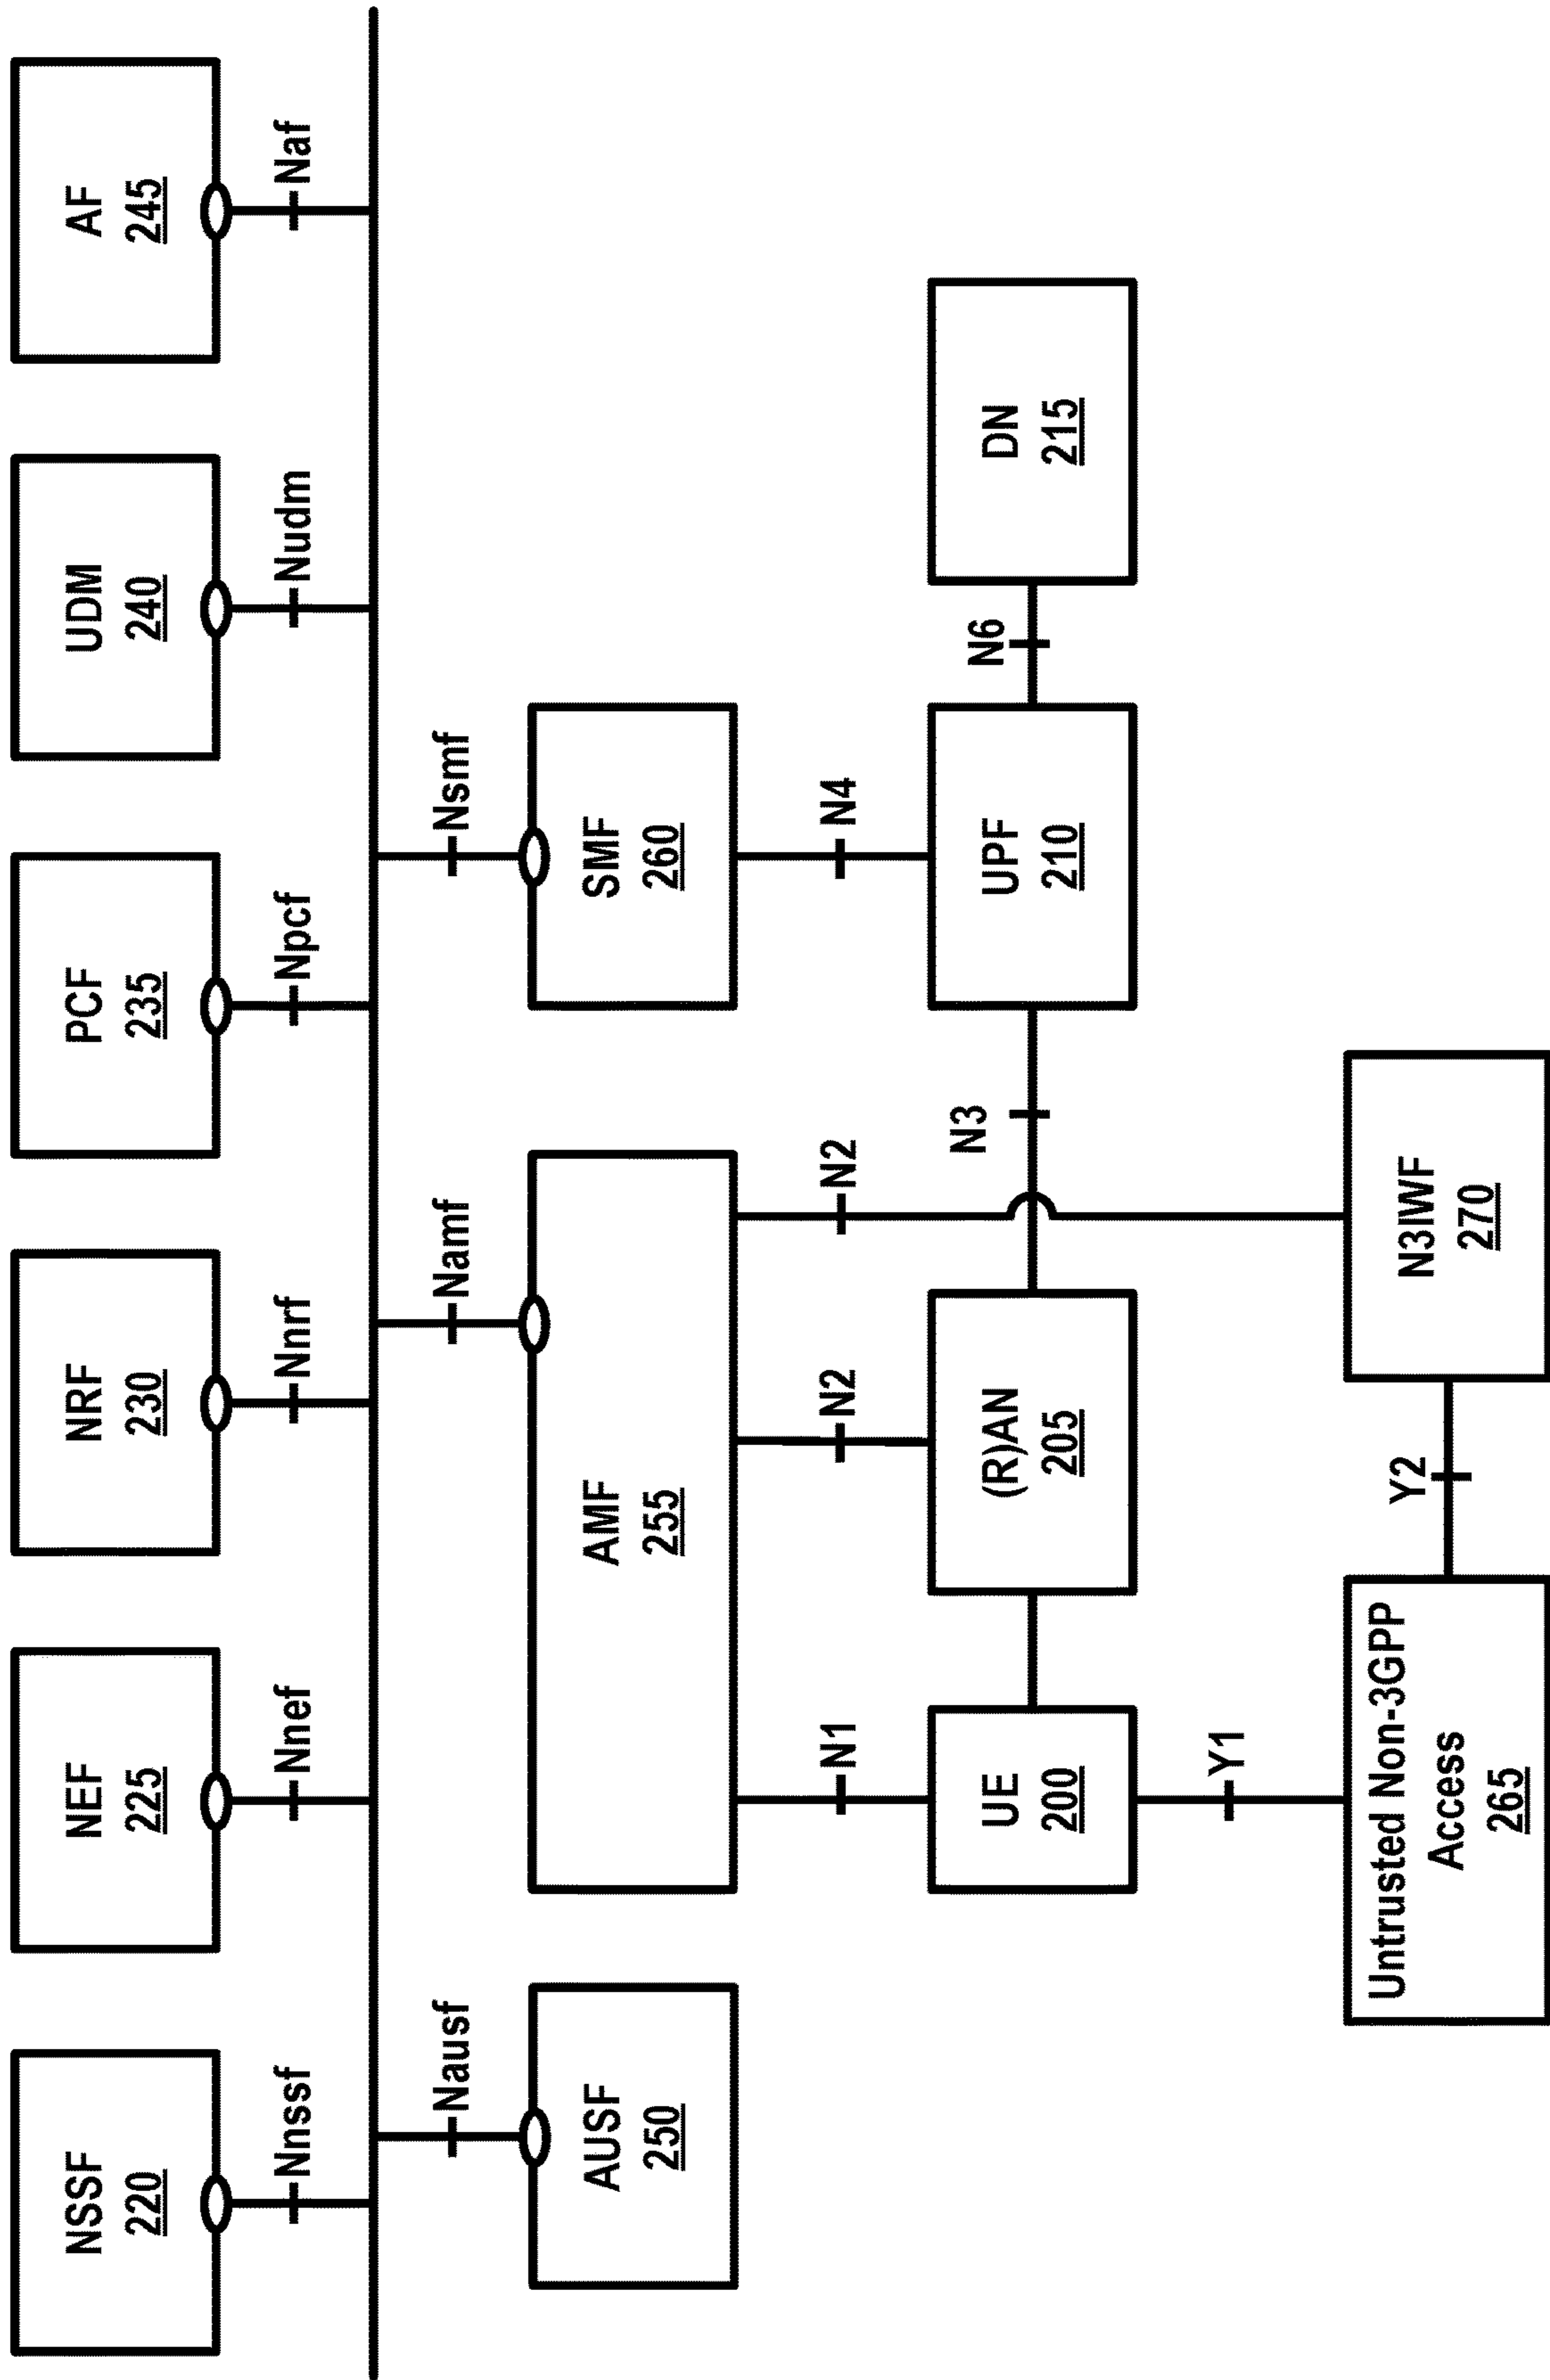 NSSF
220
NEF
225
NRF
230
PCF
235
UDM
240
AF
245
Nnssf
Nnef
Nnrf
Npcf
Nudm
Naf
Nausf
Namf
Nsmf
AUSF
250
AMF
255
SMF
260
N1
N2
N2
N4
UE
200
(R)AN
205
N3
UPF
210
N6
DN
215
Y1
Untrusted Non-3GPP
Access
265
Y2
N3IWF
270